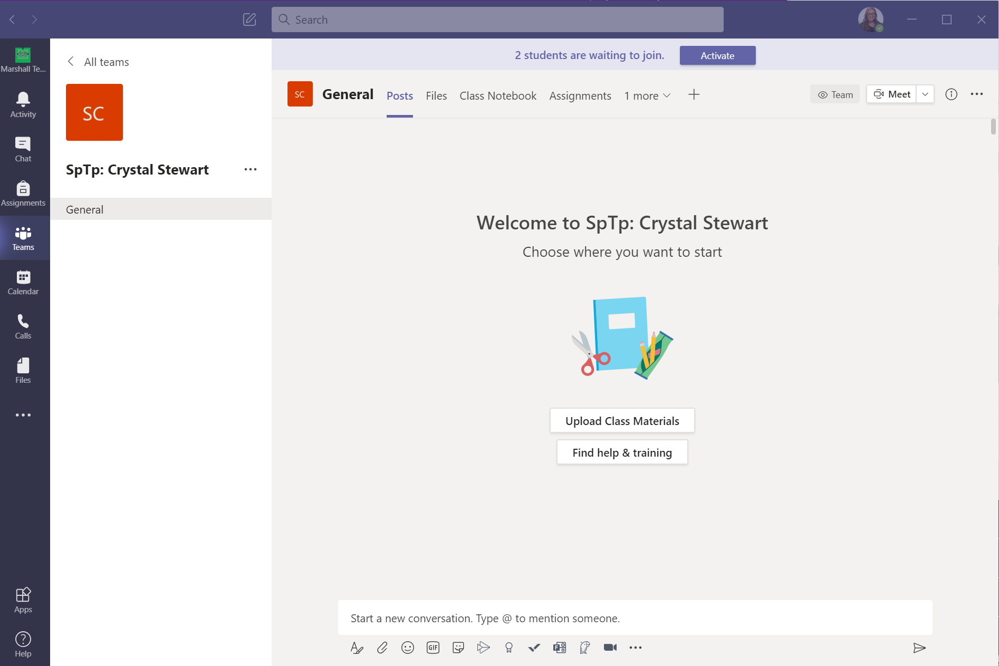 Search
Marshall Te...
Activity
Chat
Assignments
Teams
Calendar
Calls
Files
Apps
Help
All teams
SC
SpTp: Crystal Stewart
General
2 students are waiting to join.
Activate
SC
General
Posts
Files
Class Notebook
Assignments
1 more
Team
Meet
Welcome to SpTp: Crystal Stewart
Choose where you want to start
Upload Class Materials
Find help & training
Start a new conversation. Type @ to mention someone.
GIF